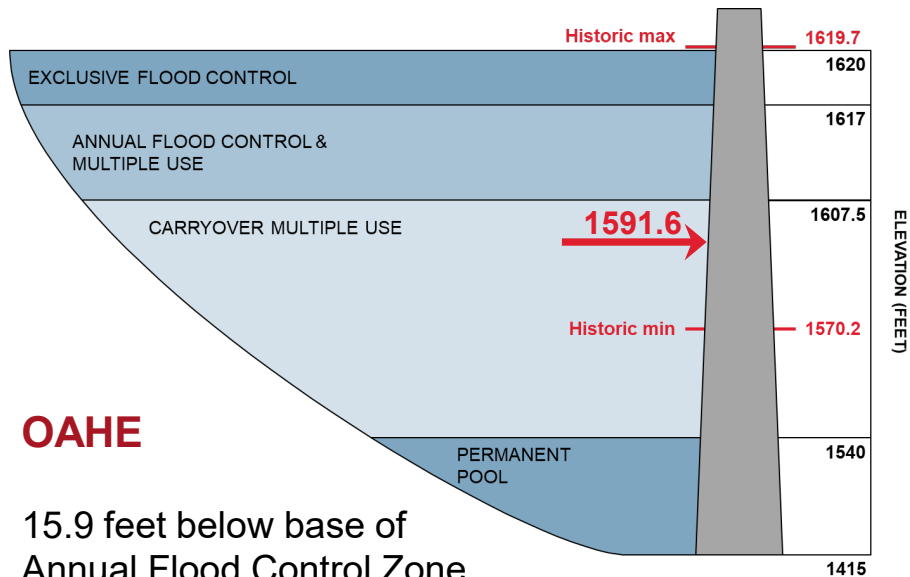 Historic max
1619.7
1620
EXCLUSIVE FLOOD CONTROL
1617
ANNUAL FLOOD CONTROL &
MULTIPLE USE
1607.5
CARRYOVER MULTIPLE USE
1591.6
ELEVATION (FEET)
Historic min
1570.2
OAHE
1540
PERMANENT
POOL
15.9 feet below base of
Annual Flood Control Zone
1415